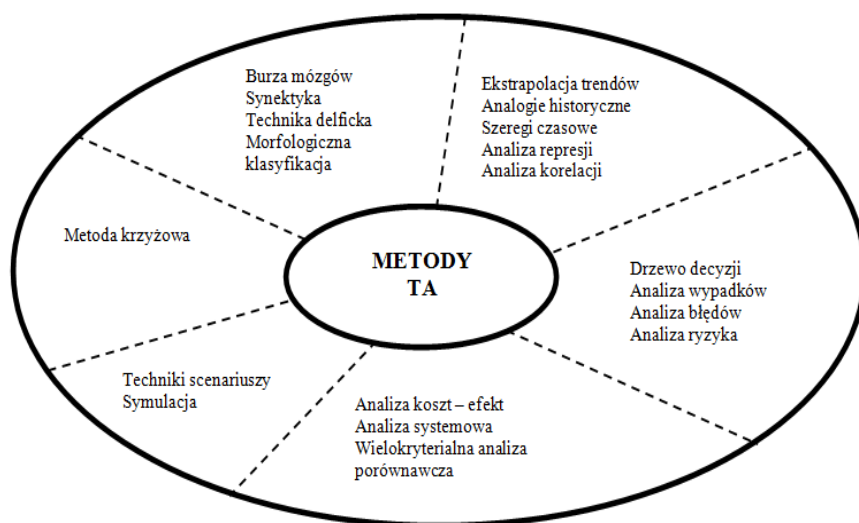 Burza mózgów
Synektyka
Technika delficka
Morfologiczna
klasyfikacja
Ekstrapolacja trendów
Analogie historyczne
Szeregi czasowe
Analiza represji
Analiza korelacji
Metoda krzyżowa
METODY
TA
Drzewo decyzji
Analiza wypadków
Analiza błędów
Analiza ryzyka
Techniki scenariuszy
Symulacja
Analiza koszt – efekt
Analiza systemowa
Wielokryterialna analiza
porównawcza